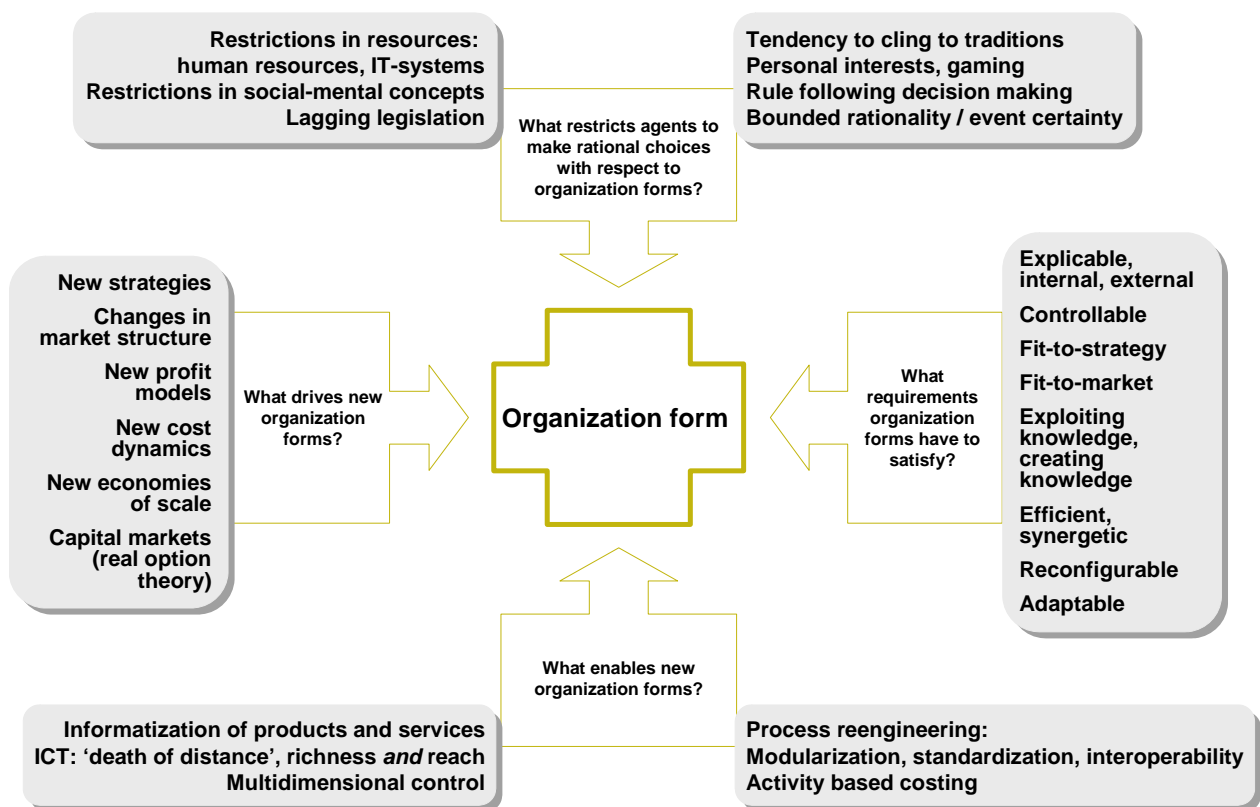 Restrictions in resources:
human resources, IT-systems
Restrictions in social-mental concepts
Lagging legislation
Tendency to cling to traditions
Personal interests, gaming
Rule following decision making
Bounded rationality / event certainty
What restricts agents to
make rational choices
with respect to
organization forms?
New strategies
Changes in
market structure
New profit
models
New cost
dynamics
New economies
of scale
Capital markets
(real option
theory)
What drives new
organization
forms?
Organization form
What
requirements
organization
forms have to
satisfy?
Explicable,
internal, external
Controllable
Fit-to-strategy
Fit-to-market
Exploiting
knowledge,
creating
knowledge
Efficient,
synergetic
Reconfigurable
Adaptable
What enables new
organization forms?
Informatization of products and services
ICT: ‘death of distance’, richness and reach
Multidimensional control
Process reengineering:
Modularization, standardization, interoperability
Activity based costing